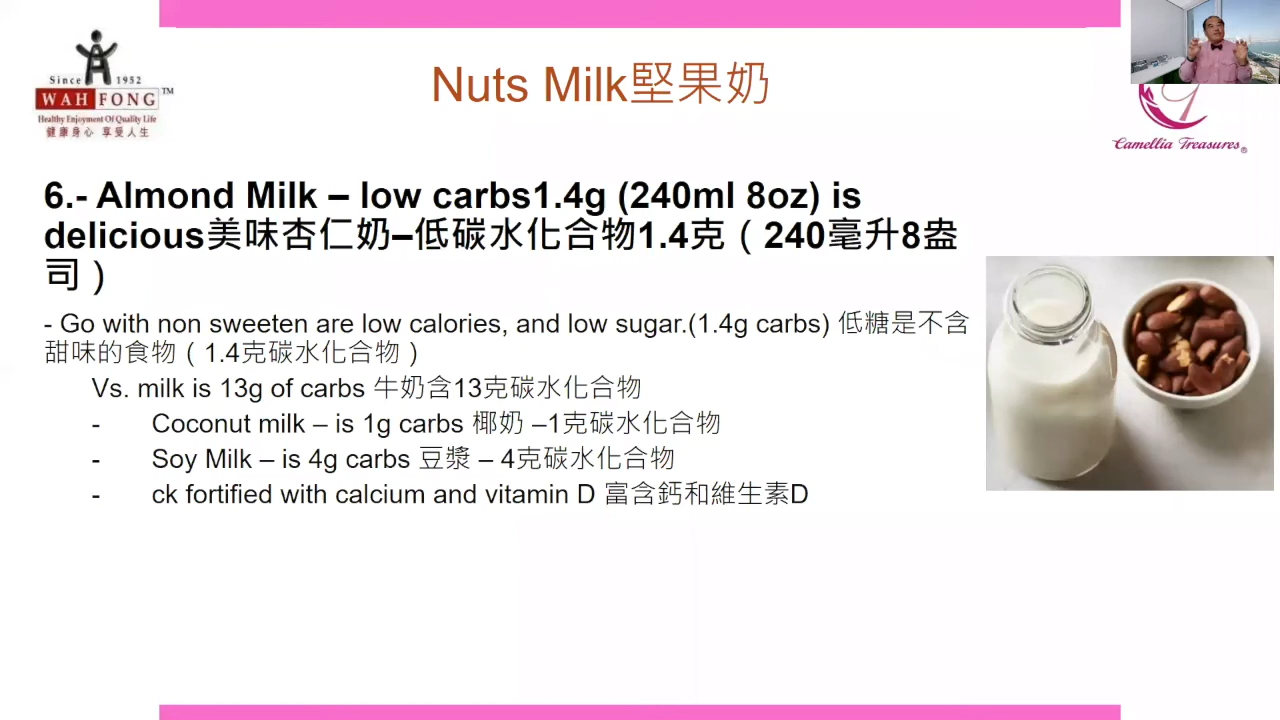 Since 1952
WAH FONG TM
Healthy Enjoyment Of Quality Life
健康身心 享受人生
Nuts Milk堅果奶
Camellia Treasures®
6.- Almond Milk – low carbs1.4g (240ml 8oz) is
delicious美味杏仁奶–低碳水化合物1.4克（240毫升8盎
司）
- Go with non sweeten are low calories, and low sugar.(1.4g carbs) 低糖是不含
甜味的食物（1.4克碳水化合物）
Vs. milk is 13g of carbs 牛奶含13克碳水化合物
- Coconut milk – is 1g carbs 椰奶 –1克碳水化合物
- Soy Milk – is 4g carbs 豆漿 – 4克碳水化合物
- ck fortified with calcium and vitamin D 富含鈣和維生素D